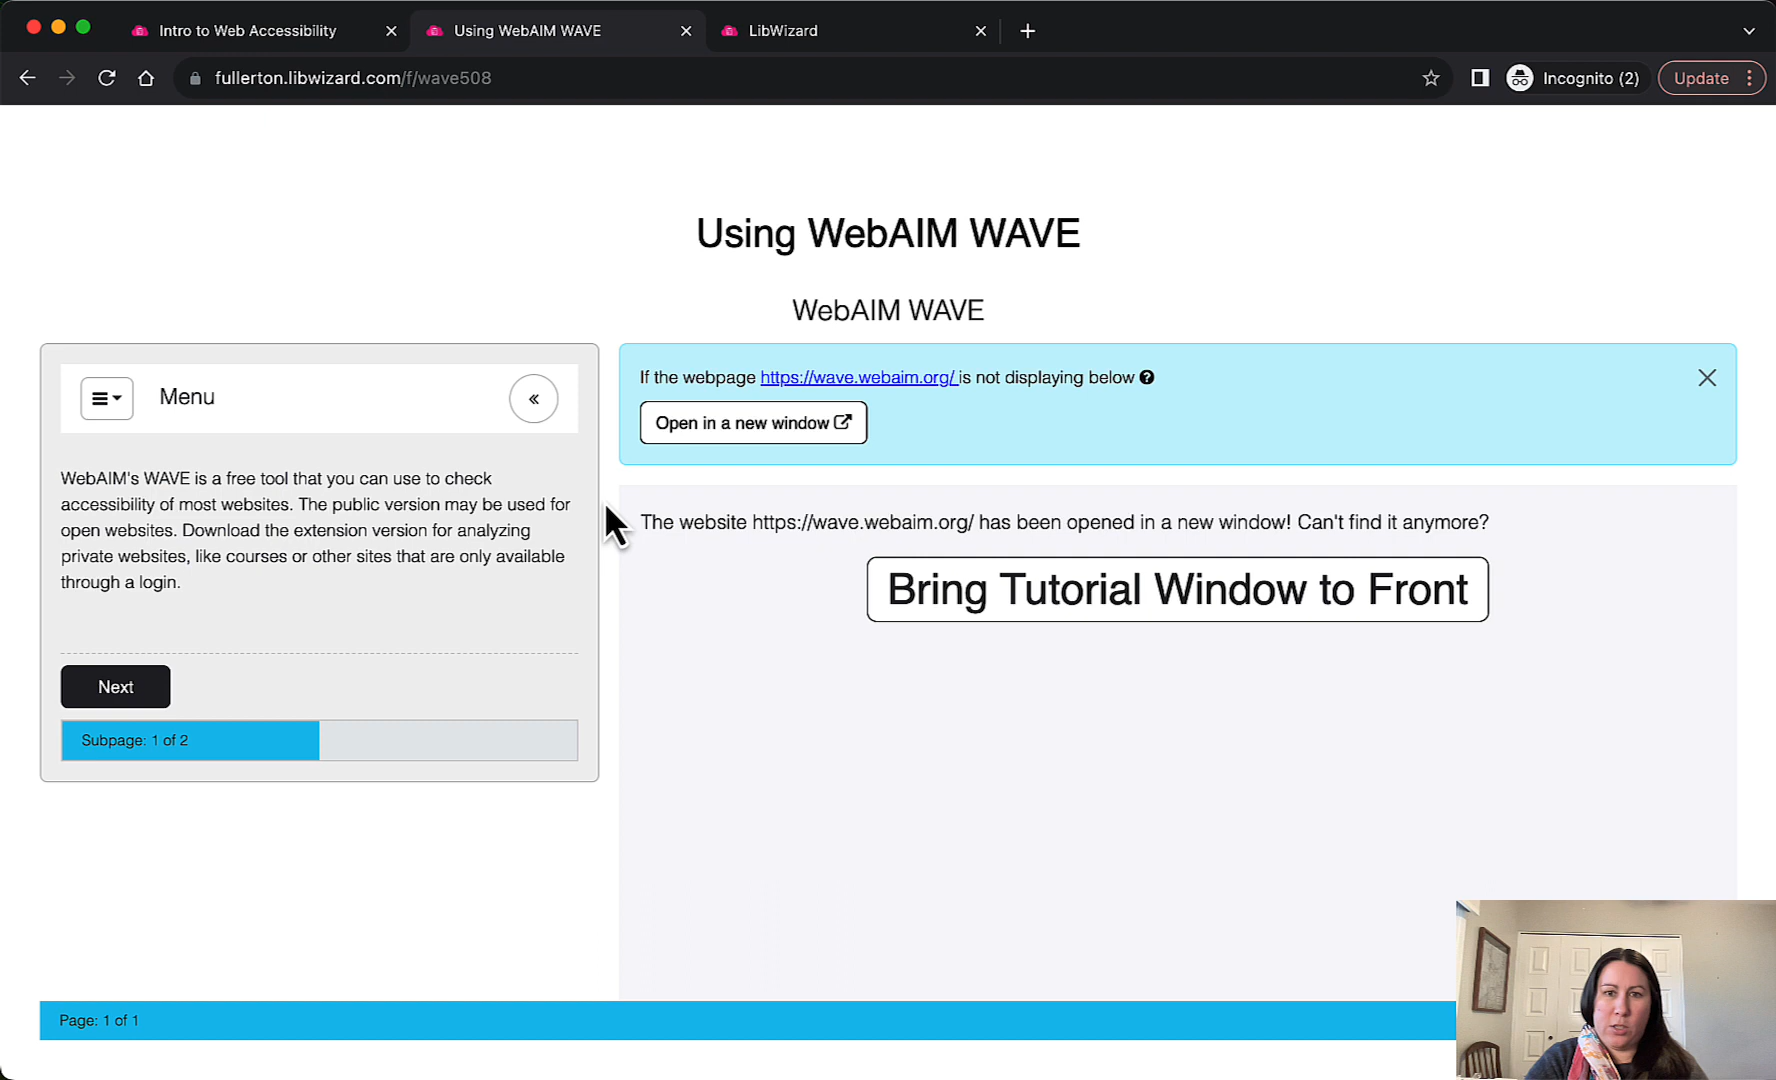 Intro to Web Accessibility
Using WebAIM WAVE
LibWizard
fullerton.libwizard.com/f/wave508
Incognito (2)
Update
Using WebAIM WAVE
WebAIM WAVE
Menu
WebAIM's WAVE is a free tool that you can use to check
accessibility of most websites. The public version may be used for
open websites. Download the extension version for analyzing
private websites, like courses or other sites that are only available
through a login.
Next
Subpage: 1 of 2
If the webpage https://wave.webaim.org/ is not displaying below
Open in a new window
The website https://wave.webaim.org/ has been opened in a new window! Can't find it anymore?
Bring Tutorial Window to Front
Page: 1 of 1